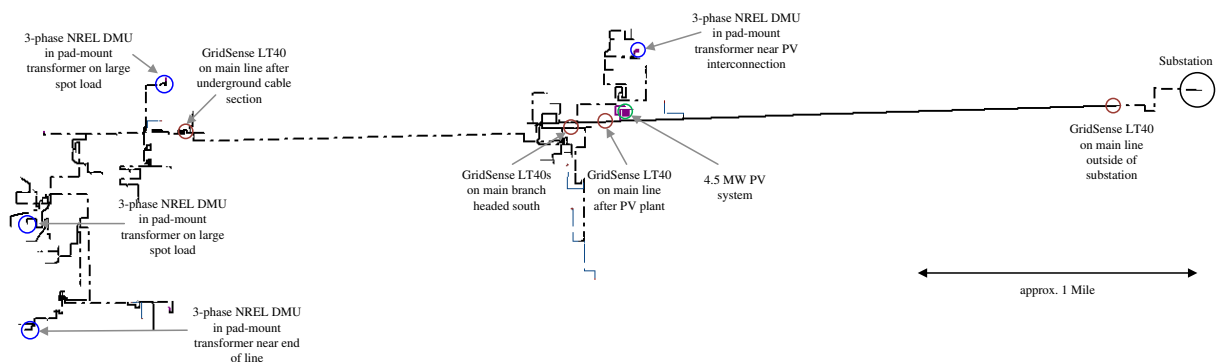 3-phase NREL DMU
in pad-mount
transformer on large
spot load
GridSense LT40
on main line after
underground cable
section
3-phase NREL DMU
in pad-mount
transformer near PV
interconnection
Substation
GridSense LT40
on main line
outside of
substation
GridSense LT40s
on main branch
headed south
GridSense LT40
on main line
after PV plant
4.5 MW PV
system
3-phase NREL DMU
in pad-mount
transformer on large
spot load
approx. 1 Mile
3-phase NREL DMU
in pad-mount
transformer near end
of line